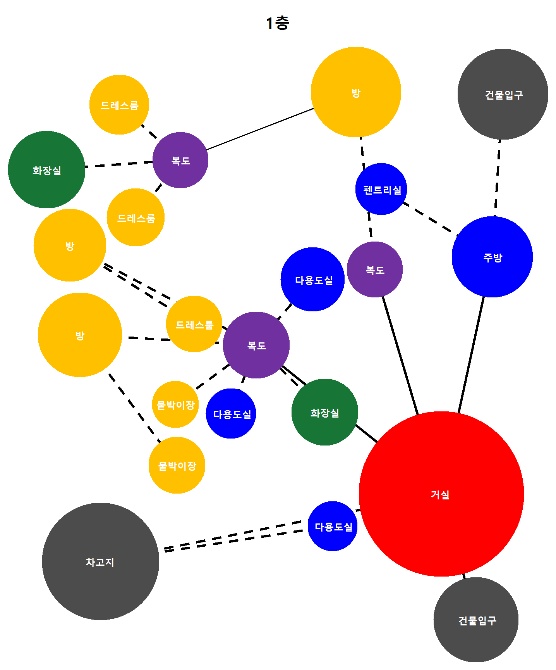 1층
방
건물입구
드레스룸
복도
화장실
펜트리실
드레스룸
방
주방
복도
다용도실
드레스룸
방
복도
붙박이장
다용도실
화장실
붙박이장
거실
다용도실
차고지
건물입구